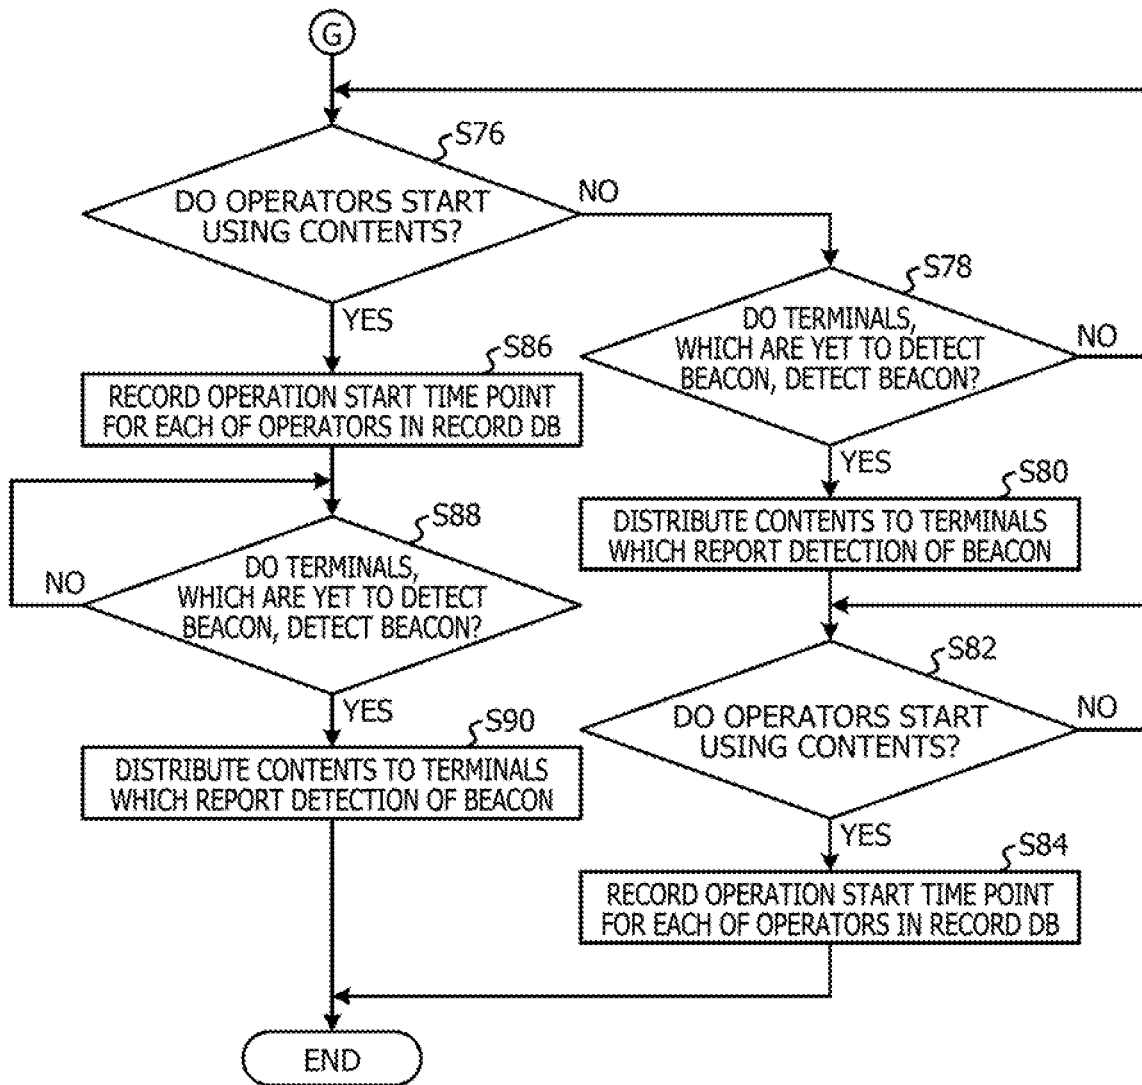 G
S76
DO OPERATORS START
USING CONTENTS?
NO
YES
S78
DO TERMINALS,
WHICH ARE YET TO DETECT
BEACON, DETECT BEACON?
NO
YES
S86
RECORD OPERATION START TIME POINT
FOR EACH OF OPERATORS IN RECORD DB
S80
DISTRIBUTE CONTENTS TO TERMINALS
WHICH REPORT DETECTION OF BEACON
S88
DO TERMINALS,
WHICH ARE YET TO DETECT
BEACON, DETECT BEACON?
NO
YES
S82
DO OPERATORS START
USING CONTENTS?
NO
YES
S90
DISTRIBUTE CONTENTS TO TERMINALS
WHICH REPORT DETECTION OF BEACON
S84
RECORD OPERATION START TIME POINT
FOR EACH OF OPERATORS IN RECORD DB
END